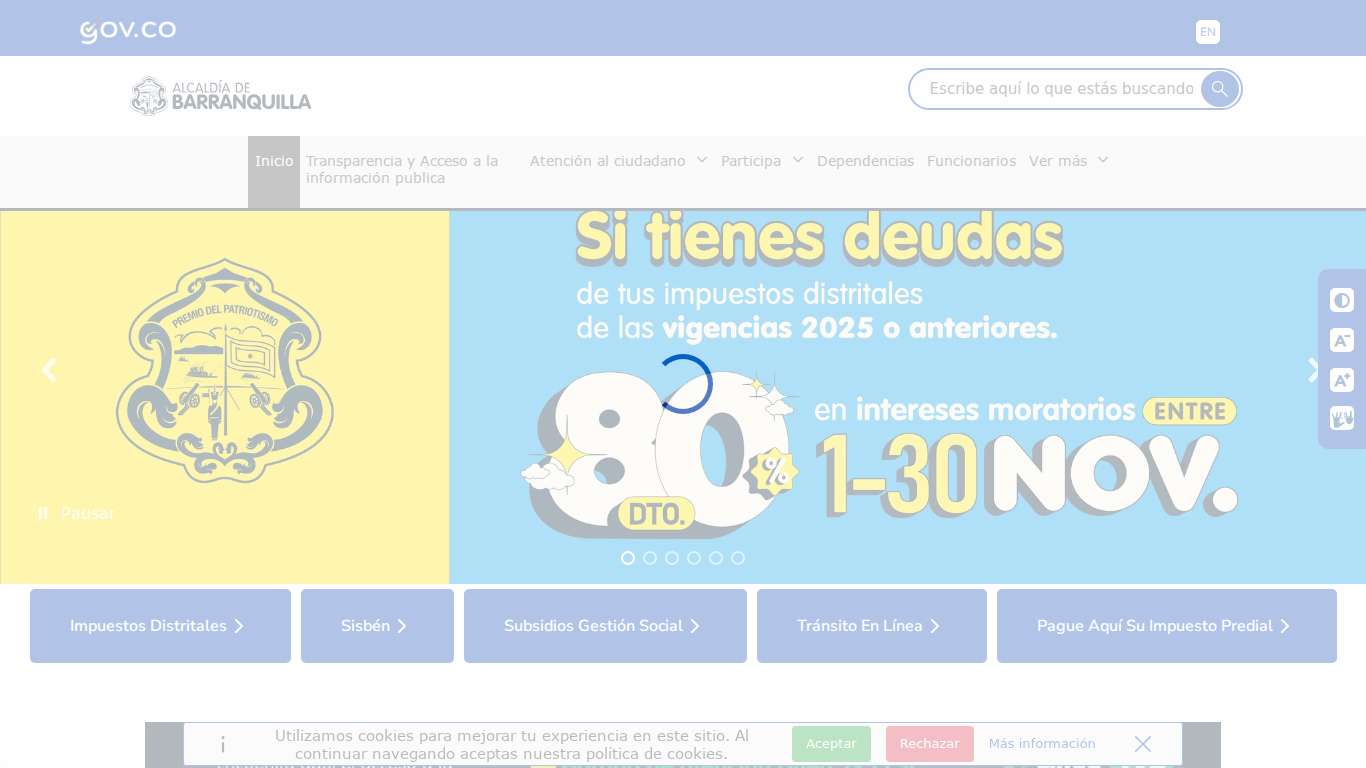 GOV.CO
EN
ALCALDÍA DE
BARRANQUILLA
Escribe aquí lo que estás buscando
Inicio
Transparencia y Acceso a la
información publica
Atención al ciudadano
Participa
Dependencias
Funcionarios
Ver más
PREMIO DEL PATRIOTISMO
Si tienes deudas
de tus impuestos distritales
de las vigencias 2025 o anteriores.
80%
DTO.
en intereses moratorios ENTRE
1-30 NOV.
A-
A+
Pausar
Impuestos Distritales
Sisbén
Subsidios Gestión Social
Tránsito En Línea
Pague Aquí Su Impuesto Predial
Utilizamos cookies para mejorar tu experiencia en este sitio. Al
continuar navegando aceptas nuestra política de cookies.
Aceptar
Rechazar
Más información